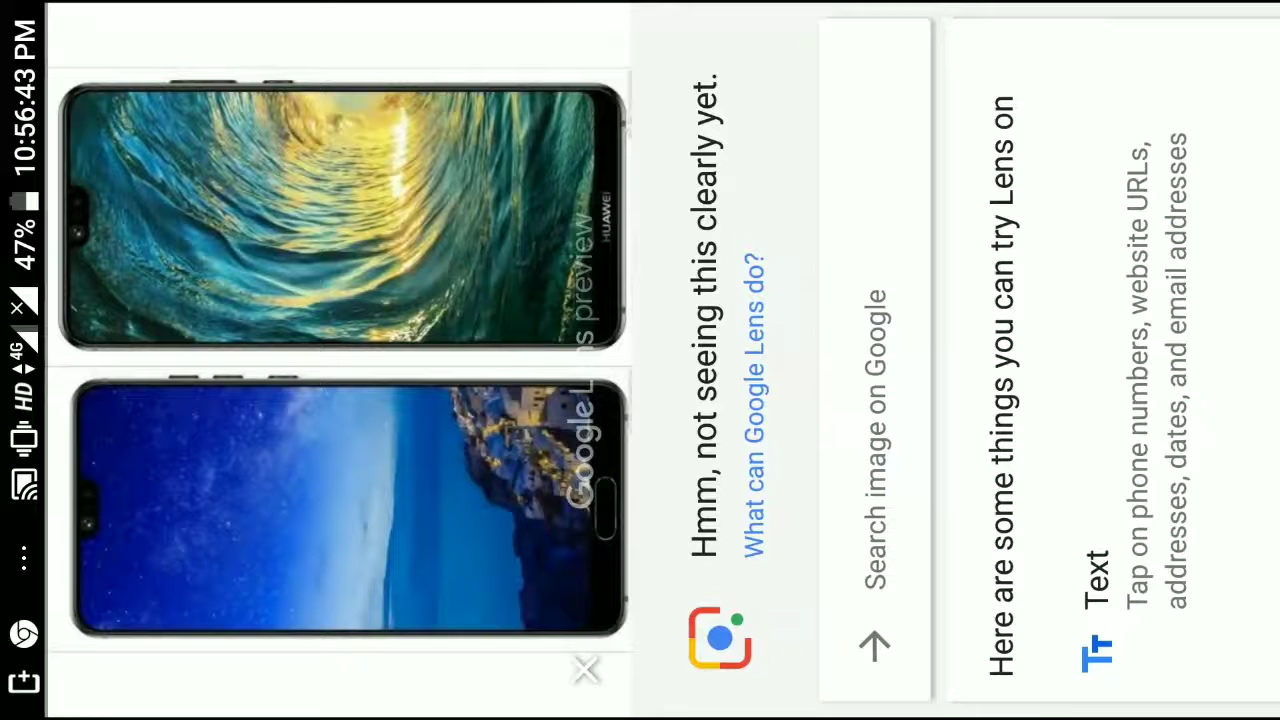 HD 4G 47% 10:56:43 PM
HUAWEI
Google Lens preview
Hmm, not seeing this clearly yet.
What can Google Lens do?
Search image on Google
Here are some things you can try Lens on
Text
Tap on phone numbers, website URLs,
addresses, dates, and email addresses